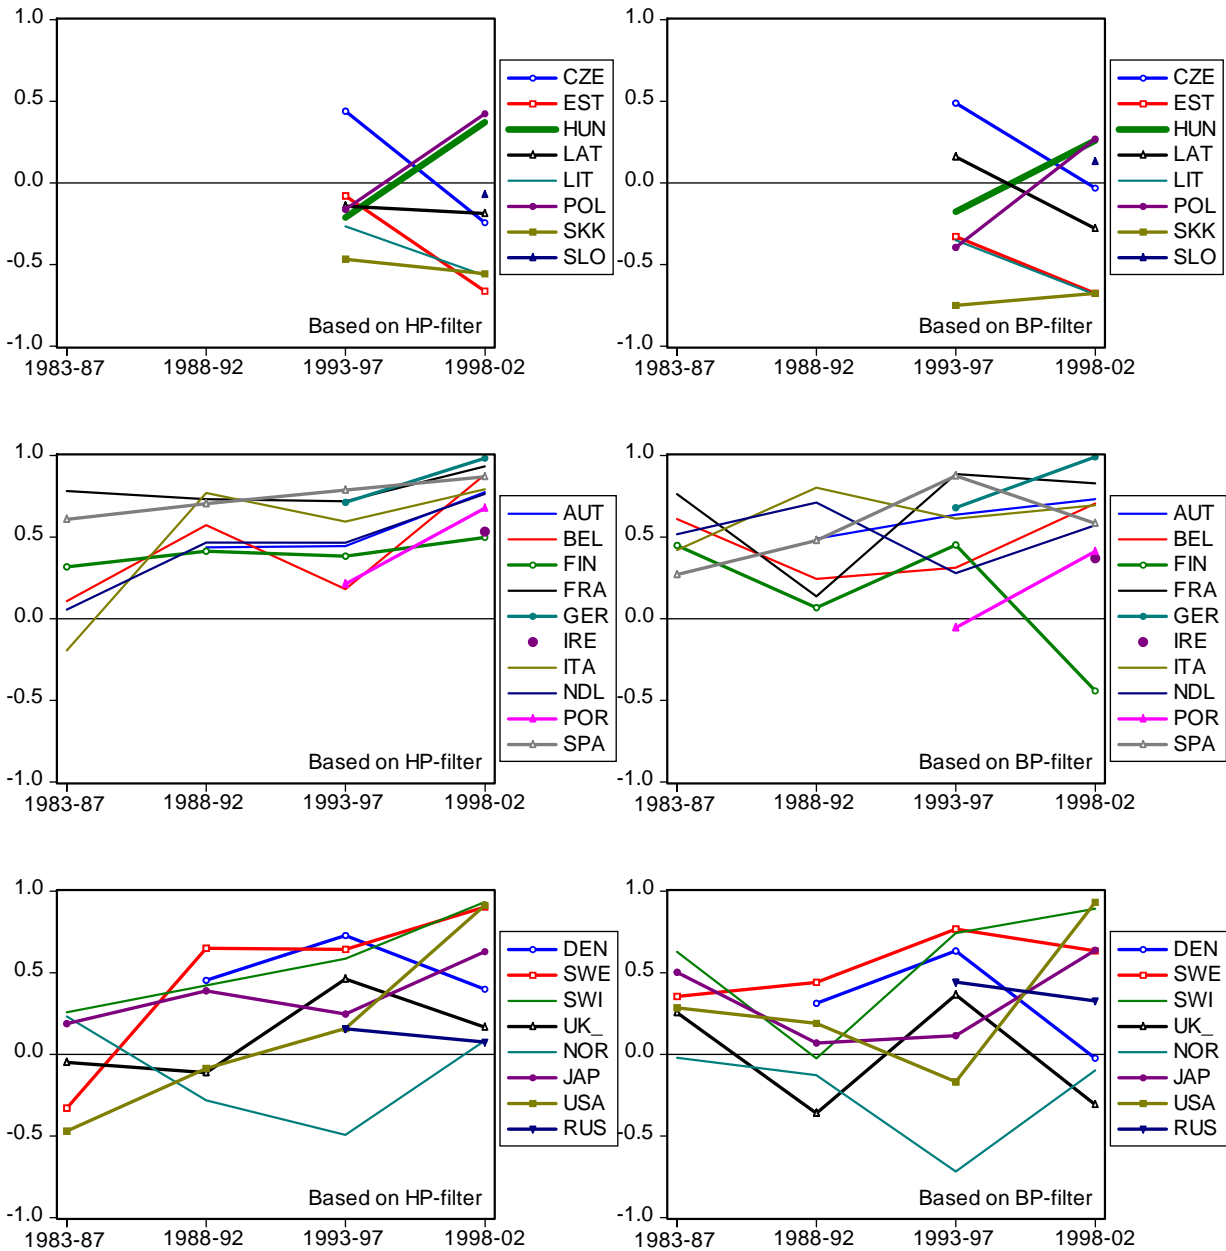 1.0
0.5
0.0
-0.5
-1.0
1983-87 1988-92 1993-97 1998-02
Based on HP-filter
CZE
EST
HUN
LAT
LIT
POL
SKK
SLO
1.0
0.5
0.0
-0.5
-1.0
1983-87 1988-92 1993-97 1998-02
Based on BP-filter
CZE
EST
HUN
LAT
LIT
POL
SKK
SLO
1.0
0.5
0.0
-0.5
-1.0
1983-87 1988-92 1993-97 1998-02
Based on HP-filter
AUT
BEL
FIN
FRA
GER
IRE
ITA
NDL
POR
SPA
1.0
0.5
0.0
-0.5
-1.0
1983-87 1988-92 1993-97 1998-02
Based on BP-filter
AUT
BEL
FIN
FRA
GER
IRE
ITA
NDL
POR
SPA
1.0
0.5
0.0
-0.5
-1.0
1983-87 1988-92 1993-97 1998-02
Based on HP-filter
DEN
SWE
SWI
UK_
NOR
JAP
USA
RUS
1.0
0.5
0.0
-0.5
-1.0
1983-87 1988-92 1993-97 1998-02
Based on BP-filter
DEN
SWE
SWI
UK_
NOR
JAP
USA
RUS